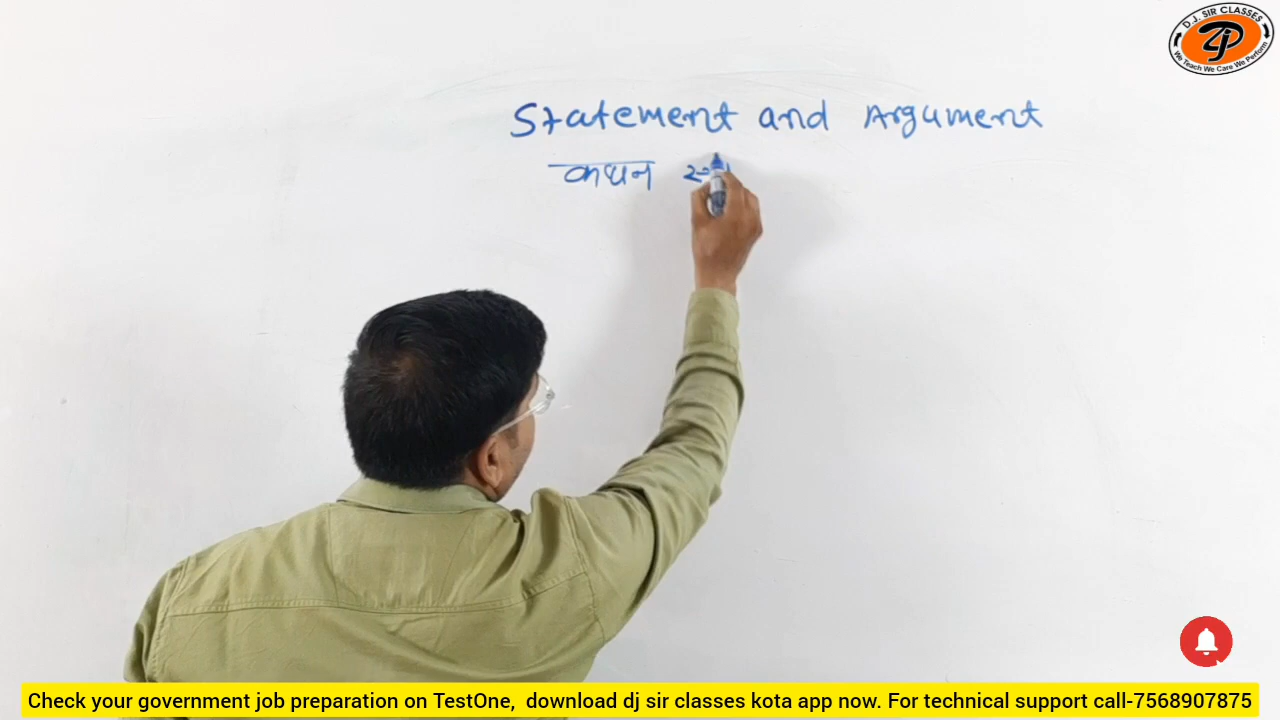 D.J. SIR CLASSES
We Teach We Care We Perform
Statement and Argument
कथन
Check your government job preparation on TestOne, download dj sir classes kota app now. For technical support call-7568907875